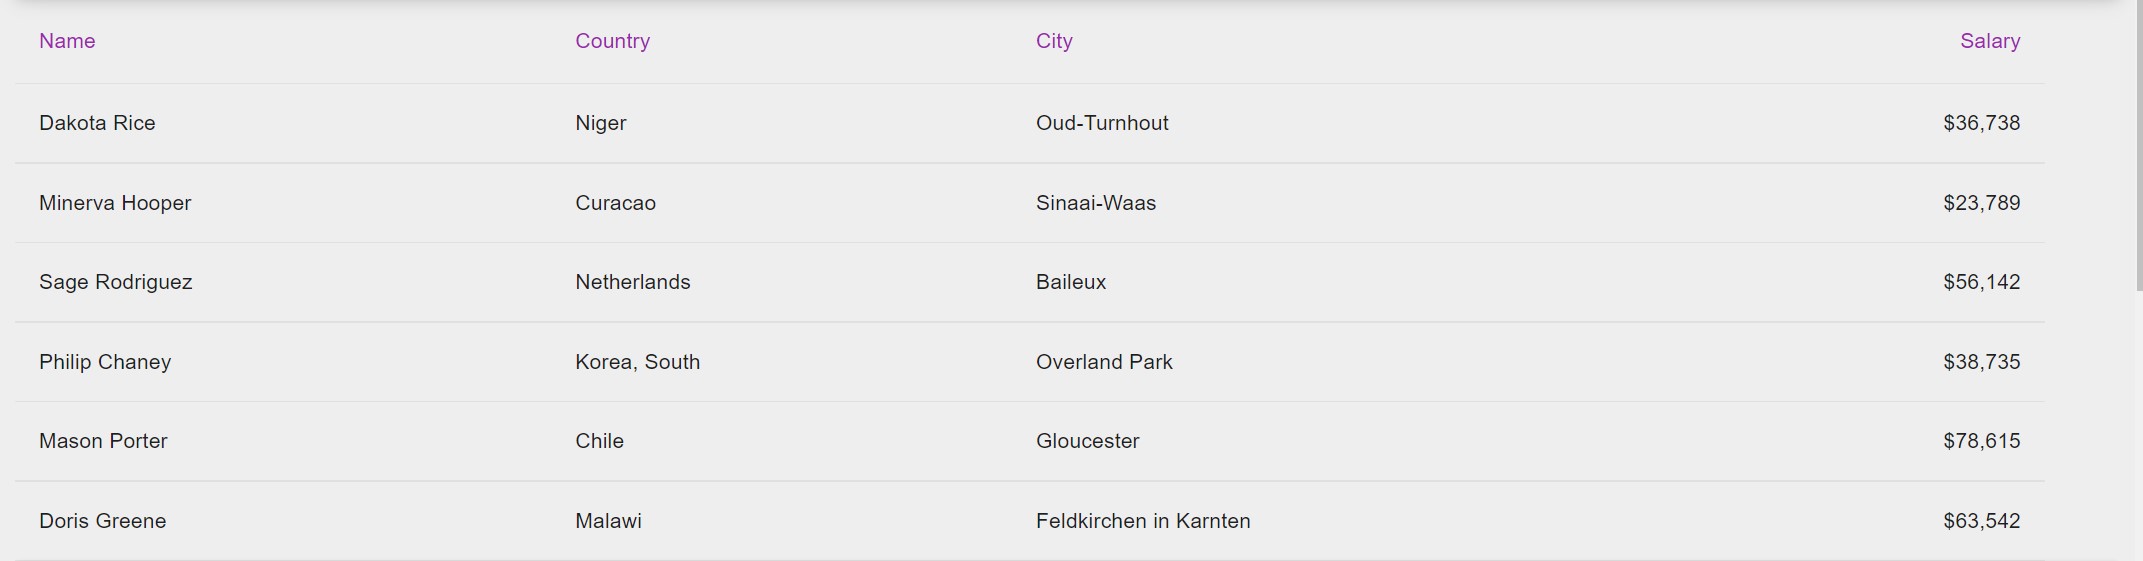 Name Country City Salary
Dakota Rice Niger Oud-Turnhout $36,738
Minerva Hooper Curacao Sinaai-Waas $23,789
Sage Rodriguez Netherlands Baileux $56,142
Philip Chaney Korea, South Overland Park $38,735
Mason Porter Chile Gloucester $78,615
Doris Greene Malawi Feldkirchen in Karnten $63,542